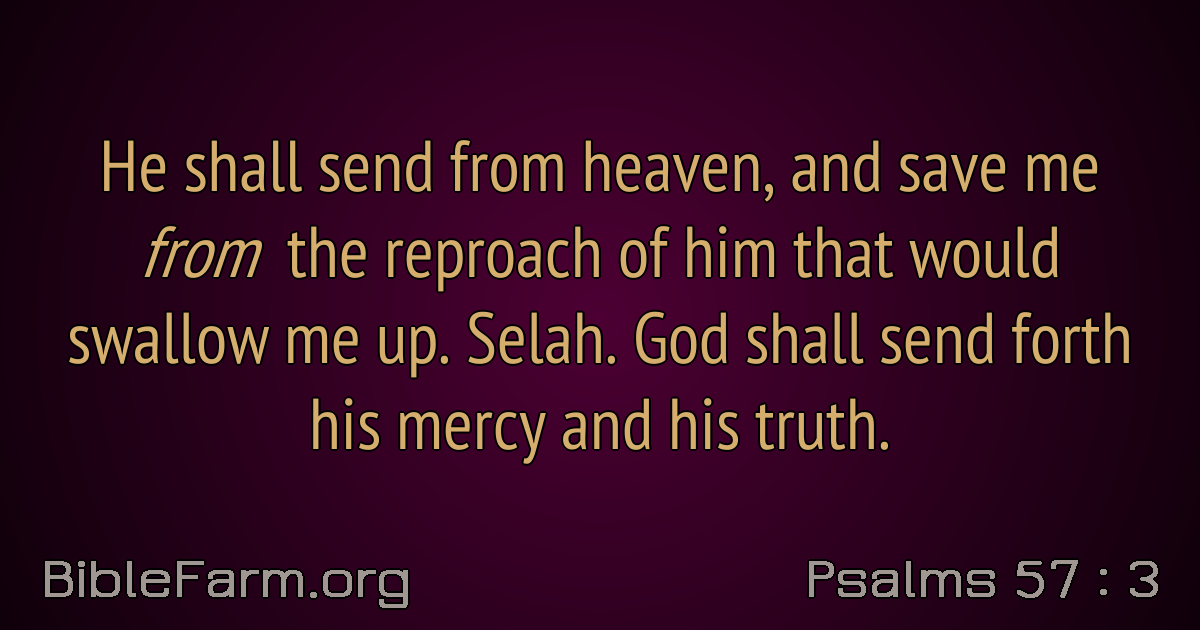 He shall send from heaven, and save me
from the reproach of him that would
swallow me up. Selah. God shall send forth
his mercy and his truth.
BibleFarm.org
Psalms 57 : 3